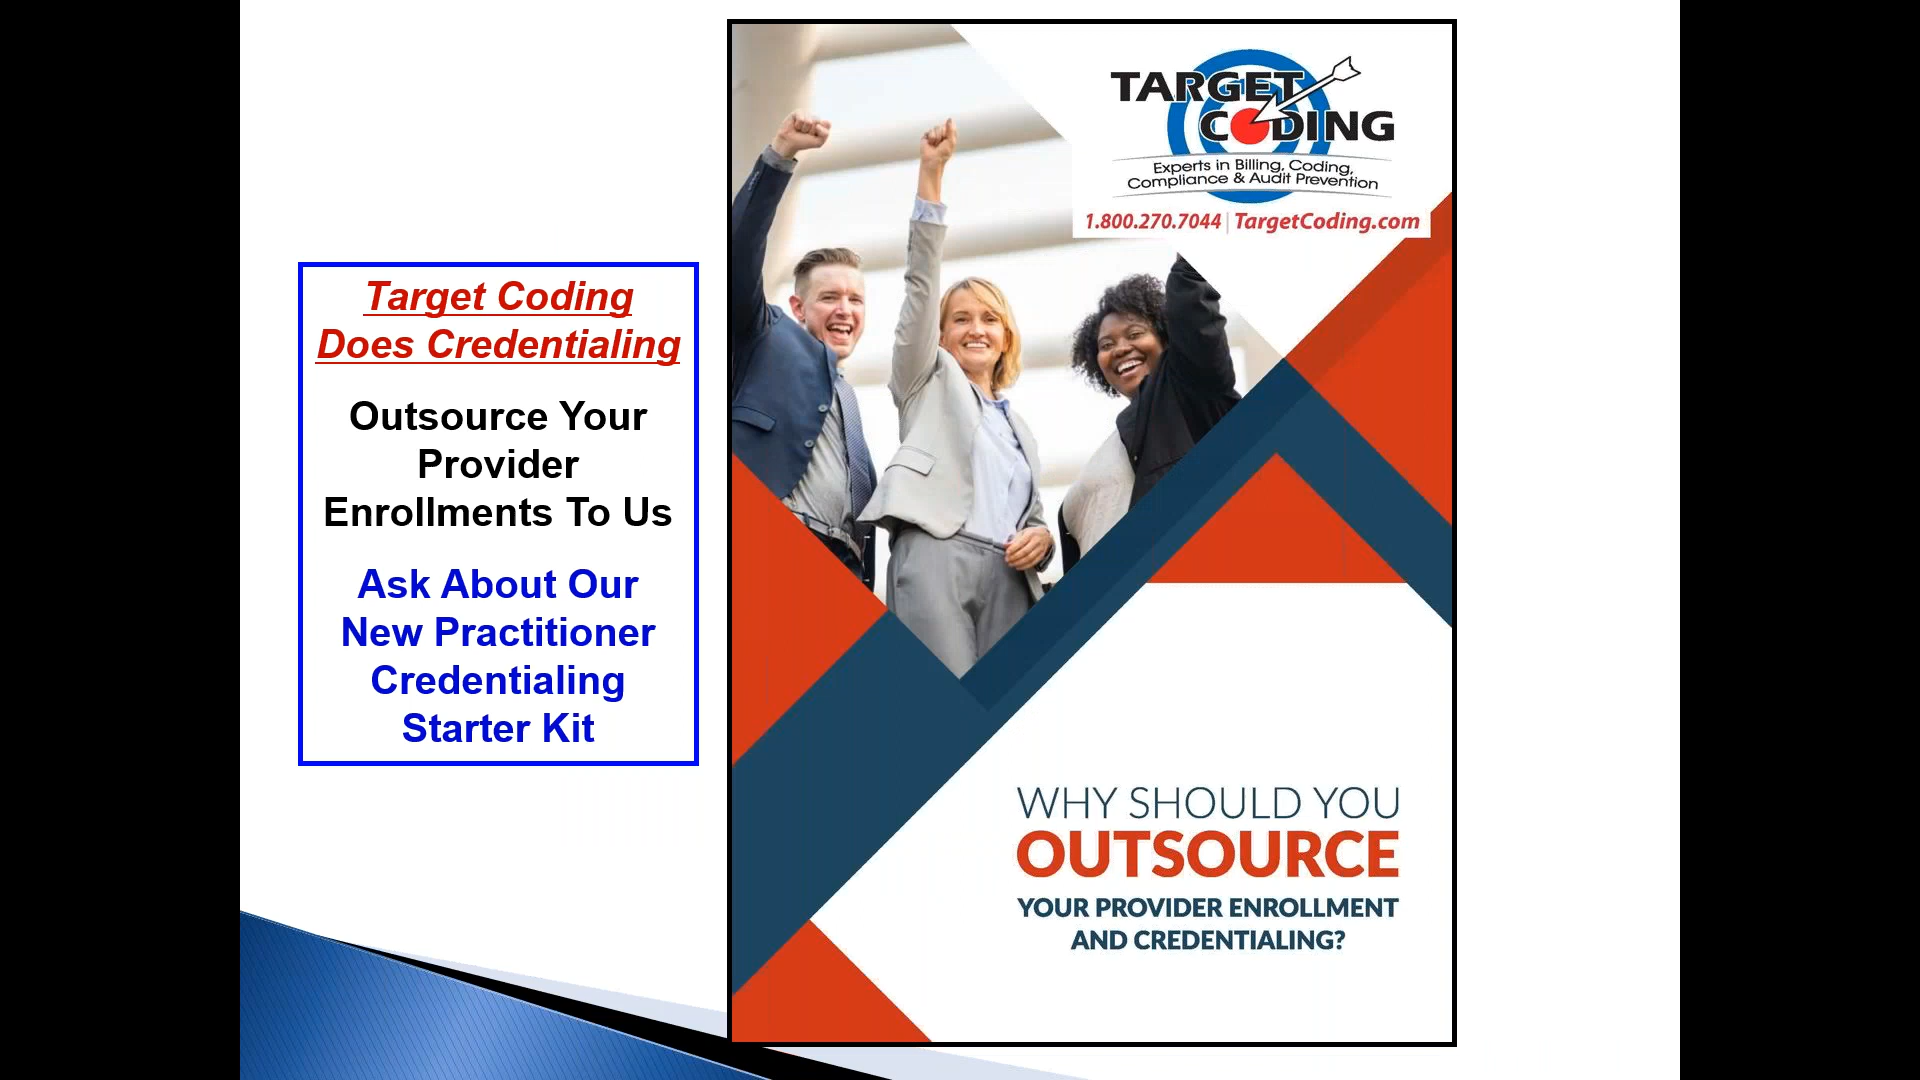 Target Coding
Does Credentialing
Outsource Your
Provider
Enrollments To Us
Ask About Our
New Practitioner
Credentialing
Starter Kit
TARGET
CODING
Experts in Billing, Coding,
Compliance & Audit Prevention
1.800.270.7044 | TargetCoding.com
WHY SHOULD YOU
OUTSOURCE
YOUR PROVIDER ENROLLMENT
AND CREDENTIALING?